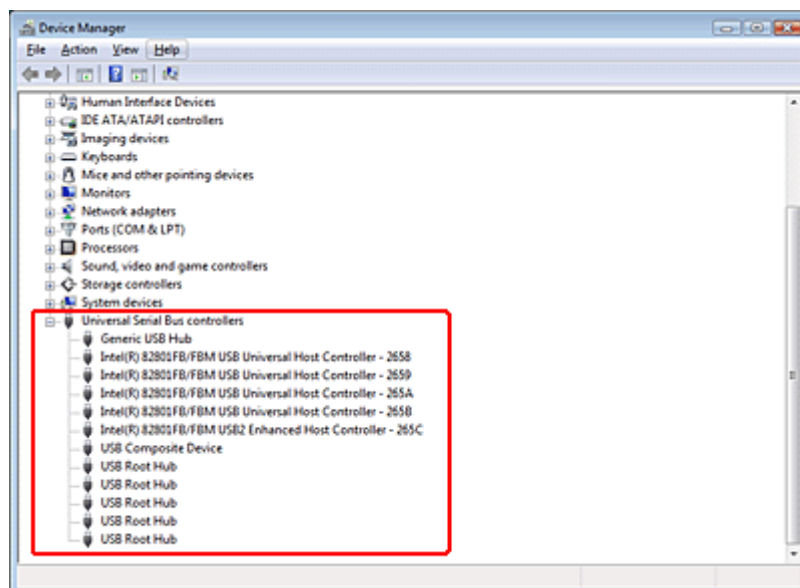 Device Manager
File Action View Help
Human Interface Devices
IDE ATA/ATAPI controllers
Imaging devices
Keyboards
Mice and other pointing devices
Monitors
Network adapters
Ports (COM & LPT)
Processors
Sound, video and game controllers
Storage controllers
System devices
Universal Serial Bus controllers
Generic USB Hub
Intel(R) 82801FB/FBM USB Universal Host Controller - 2658
Intel(R) 82801FB/FBM USB Universal Host Controller - 2659
Intel(R) 82801FB/FBM USB Universal Host Controller - 265A
Intel(R) 82801FB/FBM USB Universal Host Controller - 265B
Intel(R) 82801FB/FBM USB2 Enhanced Host Controller - 265C
USB Composite Device
USB Root Hub
USB Root Hub
USB Root Hub
USB Root Hub
USB Root Hub